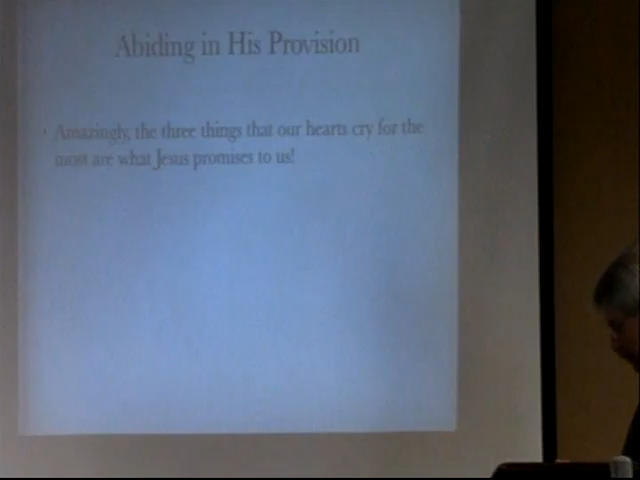 Abiding in His Provision
· Amazingly, the three things that our hearts cry for the
most are what Jesus promises to us!